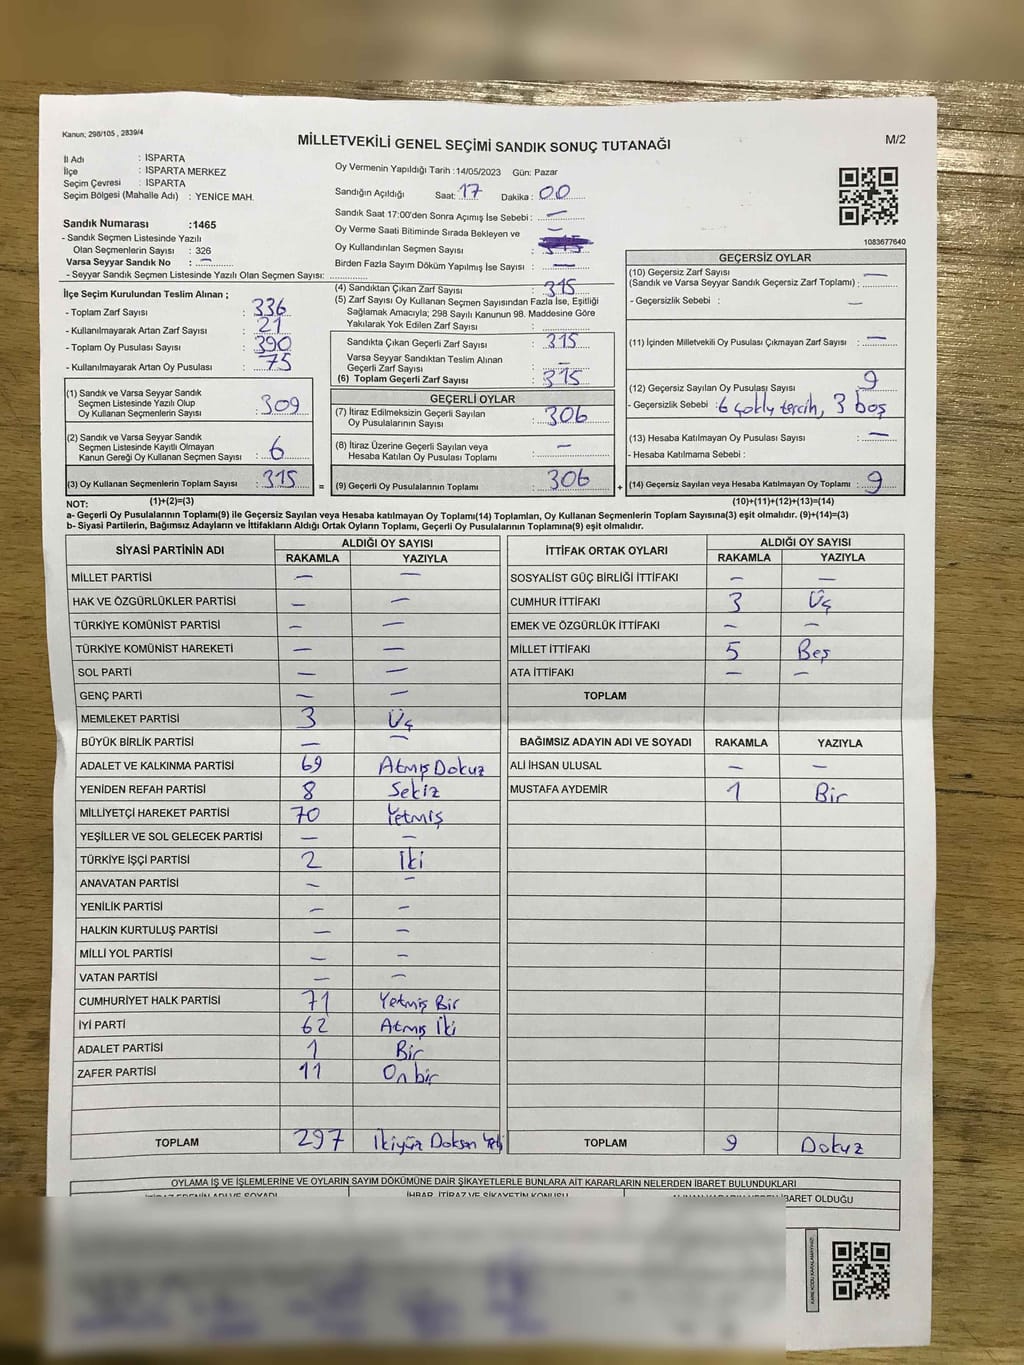 Kanun; 298/105 , 2839/4
MİLLETVEKİLİ GENEL SEÇİMİ SANDIK SONUÇ TUTANAĞI
M/2
İl Adı : ISPARTA
İlçe : ISPARTA MERKEZ
Seçim Çevresi : ISPARTA
Seçim Bölgesi (Mahalle Adı) : YENİCE MAH.
Oy Vermenin Yapıldığı Tarih :14/05/2023 Gün: Pazar
Sandığın Açıldığı Saat: 17 Dakika : 00
Sandık Saat 17:00'den Sonra Açımış İse Sebebi : —
Oy Verme Saati Bitiminde Sırada Bekleyen ve
Oy Kullandırılan Seçmen Sayısı :
Birden Fazla Sayım Döküm Yapılmış İse Sayısı : —
1083677640
Sandık Numarası :1465
- Sandık Seçmen Listesinde Yazılı
Olan Seçmenlerin Sayısı : 326
Varsa Seyyar Sandık No : —
- Seyyar Sandık Seçmen Listesinde Yazılı Olan Seçmen Sayısı:
İlçe Seçim Kurulundan Teslim Alınan ;
- Toplam Zarf Sayısı : 336
- Kullanılmayarak Artan Zarf Sayısı : 21
- Toplam Oy Pusulası Sayısı : 390
- Kullanılmayarak Artan Oy Pusulası : 75
(1) Sandık ve Varsa Seyyar Sandık
Seçmen Listesinde Yazılı Olup
Oy Kullanan Seçmenlerin Sayısı : 309
(2) Sandık ve Varsa Seyyar Sandık
Seçmen Listesinde Kayıtlı Olmayan
Kanun Gereği Oy Kullanan Seçmen Sayısı : 6
(3) Oy Kullanan Seçmenlerin Toplam Sayısı : 315 =
(1)+(2)=(3)
(4) Sandıktan Çıkan Zarf Sayısı : 315
(5) Zarf Sayısı Oy Kullanan Seçmen Sayısından Fazla İse, Eşitliği
Sağlamak Amacıyla; 298 Sayılı Kanunun 98. Maddesine Göre
Yakılarak Yok Edilen Zarf Sayısı :
Sandıkta Çıkan Geçerli Zarf Sayısı : 315
Varsa Seyyar Sandıktan Teslim Alınan
Geçerli Zarf Sayısı : —
(6) Toplam Geçerli Zarf Sayısı : 315
GEÇERLİ OYLAR
(7) İtiraz Edilmeksizin Geçerli Sayılan
Oy Pusulalarının Sayısı : 306
(8) İtiraz Üzerine Geçerli Sayılan veya
Hesaba Katılan Oy Pusulası Toplamı : —
(9) Geçerli Oy Pusulalarının Toplamı : 306 +
GEÇERSİZ OYLAR
(10) Geçersiz Zarf Sayısı
(Sandık ve Varsa Seyyar Sandık Geçersiz Zarf Toplamı) : —
- Geçersizlik Sebebi : —
(11) İçinden Milletvekili Oy Pusulası Çıkmayan Zarf Sayısı : —
(12) Geçersiz Sayılan Oy Pusulası Sayısı : 9
- Geçersizlik Sebebi : 6 çoklu tercih, 3 boş
(13) Hesaba Katılmayan Oy Pusulası Sayısı : —
- Hesaba Katılmama Sebebi :
(14) Geçersiz Sayılan veya Hesaba Katılmayan Oy Toplamı : 9
(10)+(11)+(12)+(13)=(14)
NOT:
a- Geçerli Oy Pusulalarının Toplamı(9) ile Geçersiz Sayılan veya Hesaba katılmayan Oy Toplamı(14) Toplamları, Oy Kullanan Seçmenlerin Toplam Sayısına(3) eşit olmalıdır. (9)+(14)=(3)
b- Siyasi Partilerin, Bağımsız Adayların ve İttifakların Aldığı Ortak Oyların Toplamı, Geçerli Oy Pusulalarının Toplamına(9) eşit olmalıdır.
SİYASİ PARTİNİN ADI ALDIĞI OY SAYISI
RAKAMLA YAZIYLA
MİLLET PARTİSİ — —
HAK VE ÖZGÜRLÜKLER PARTİSİ — —
TÜRKİYE KOMÜNİST PARTİSİ — —
TÜRKİYE KOMÜNİST HAREKETİ — —
SOL PARTİ — —
GENÇ PARTİ — —
MEMLEKET PARTİSİ 3 Üç
BÜYÜK BİRLİK PARTİSİ — —
ADALET VE KALKINMA PARTİSİ 69 Atmış Dokuz
YENİDEN REFAH PARTİSİ 8 Sekiz
MİLLİYETÇİ HAREKET PARTİSİ 70 Yetmiş
YEŞİLLER VE SOL GELECEK PARTİSİ — —
TÜRKİYE İŞÇİ PARTİSİ 2 İki
ANAVATAN PARTİSİ — —
YENİLİK PARTİSİ — —
HALKIN KURTULUŞ PARTİSİ — —
MİLLİ YOL PARTİSİ — —
VATAN PARTİSİ — —
CUMHURİYET HALK PARTİSİ 71 Yetmiş Bir
İYİ PARTİ 62 Atmış İki
ADALET PARTİSİ 1 Bir
ZAFER PARTİSİ 11 On bir
TOPLAM 297 İkiyüz Doksan Yedi
İTTİFAK ORTAK OYLARI ALDIĞI OY SAYISI
RAKAMLA YAZIYLA
SOSYALİST GÜÇ BİRLİĞİ İTTİFAKI — —
CUMHUR İTTİFAKI 3 Üç
EMEK VE ÖZGÜRLÜK İTTİFAKI — —
MİLLET İTTİFAKI 5 Beş
ATA İTTİFAKI — —
TOPLAM
BAĞIMSIZ ADAYIN ADI VE SOYADI RAKAMLA YAZIYLA
ALİ İHSAN ULUSAL — —
MUSTAFA AYDEMİR 1 Bir
TOPLAM 9 Dokuz
OYLAMA İŞ VE İŞLEMLERİNE VE OYLARIN SAYIM DÖKÜMÜNE DAİR ŞİKAYETLERLE BUNLARA AİT KARARLARIN NELERDEN İBARET BULUNDUKLARI
İHBAR, İTİRAZ VE ŞİKAYETİN KONUSU
İBARET OLDUĞU